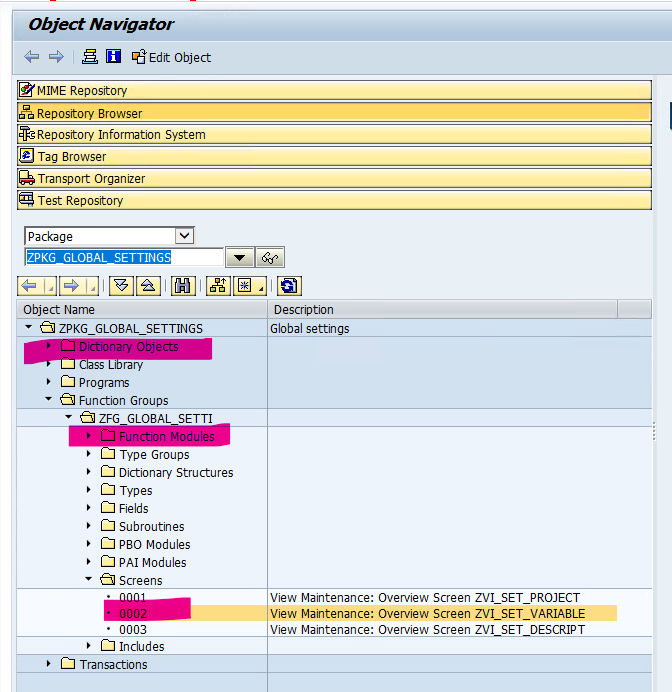 Object Navigator
Edit Object
MIME Repository
Repository Browser
Repository Information System
Tag Browser
Transport Organizer
Test Repository
Package
ZPKG_GLOBAL_SETTINGS
Object Name Description
ZPKG_GLOBAL_SETTINGS Global settings
Dictionary Objects
Class Library
Programs
Function Groups
ZFG_GLOBAL_SETTI
Function Modules
Type Groups
Dictionary Structures
Types
Fields
Subroutines
PBO Modules
PAI Modules
Screens
0001 View Maintenance: Overview Screen ZVI_SET_PROJECT
0002 View Maintenance: Overview Screen ZVI_SET_VARIABLE
0003 View Maintenance: Overview Screen ZVI_SET_DESCRIPT
Includes
Transactions